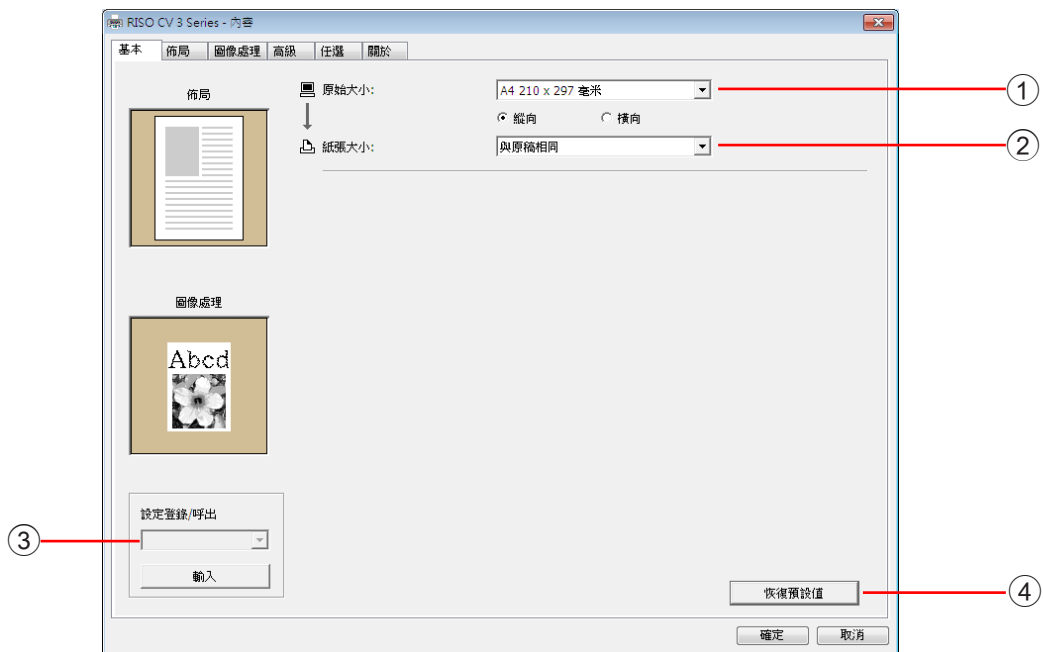 RISO CV 3 Series - 內容
基本 佈局 圖像處理 高級 任選 關於
佈局
原始大小:
A4 210 x 297 毫米
①
縱向 橫向
紙張大小:
與原稿相同
②
圖像處理
Abcd
設定登錄/呼出
③
輸入
恢復預設值
④
確定 取消